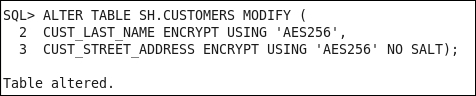 SQL> ALTER TABLE SH.CUSTOMERS MODIFY (
  2  CUST_LAST_NAME ENCRYPT USING 'AES256',
  3  CUST_STREET_ADDRESS ENCRYPT USING 'AES256' NO SALT);
Table altered.